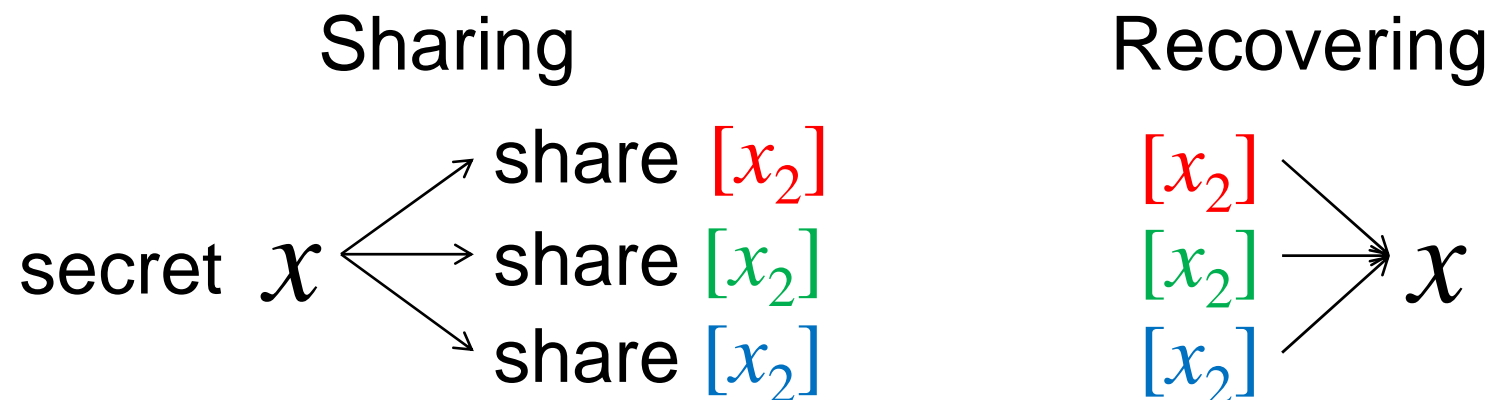 Sharing Recovering
share [x₂] [x₂]
secret x share [x₂] [x₂] x
share [x₂] [x₂]